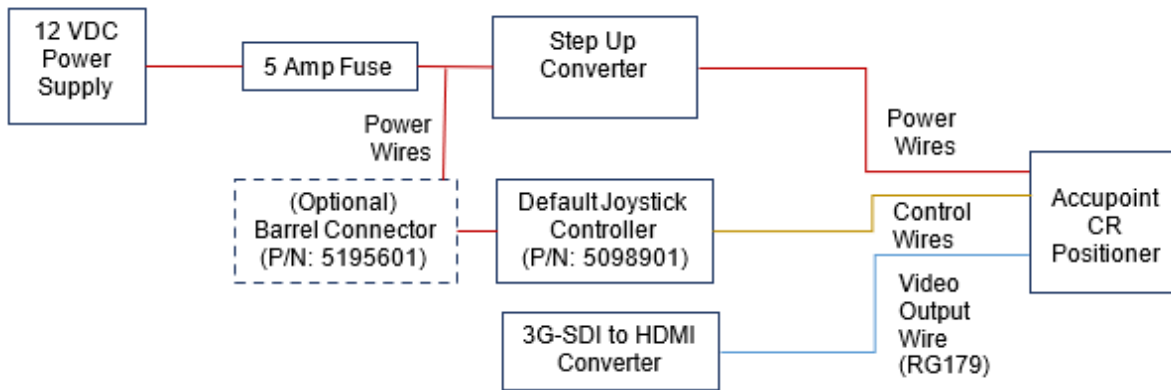 12 VDC
Power
Supply
5 Amp Fuse
Step Up
Converter
Power
Wires
Power
Wires
(Optional)
Barrel Connector
(P/N: 5195601)
Default Joystick
Controller
(P/N: 5098901)
Control
Wires
Accupoint
CR
Positioner
3G-SDI to HDMI
Converter
Video
Output
Wire
(RG179)